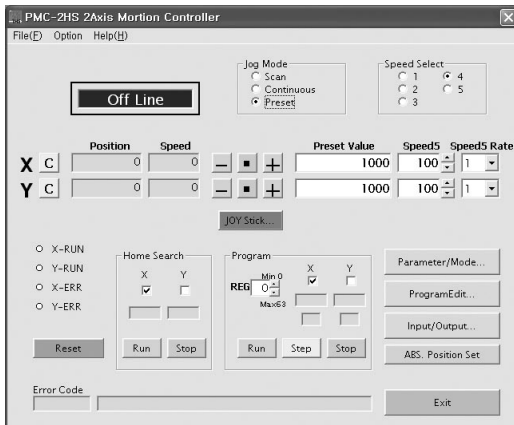 PMC-2HS 2Axis Mortion Controller
File(F) Option Help(H)
Jog Mode
Scan
Continuous
Preset
Speed Select
1 4
2 5
3
Off Line
Position Speed Preset Value Speed5 Speed5 Rate
X C 0 0 − ■ + 1000 100 1
Y C 0 0 − ■ + 1000 100 1
JOY Stick...
X-RUN
Y-RUN
X-ERR
Y-ERR
Reset
Home Search
X Y
Run Stop
Program
REG Min 0 0 Max63
X Y
Run Step Stop
Parameter/Mode...
ProgramEdit...
Input/Output...
ABS. Position Set
Error Code
Exit